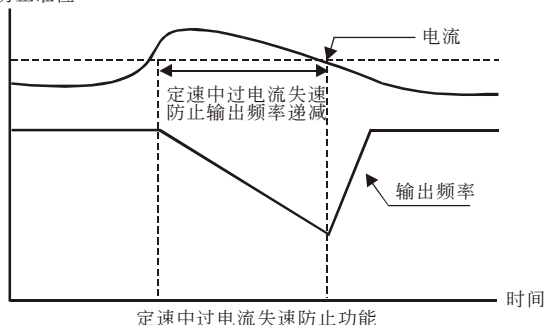 电流
定速中过电流失速
防止输出频率递减
输出频率
时间
定速中过电流失速防止功能